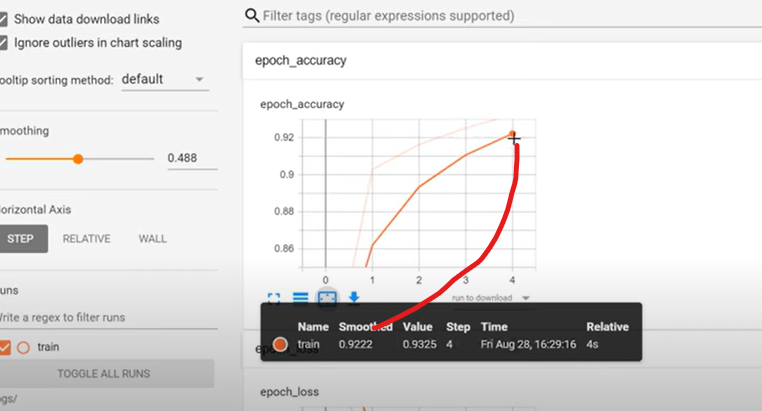 Show data download links
Ignore outliers in chart scaling
ooltip sorting method: default
moothing
0.488
orizontal Axis
STEP RELATIVE WALL
uns
Write a regex to filter runs
train
TOGGLE ALL RUNS
ogs/
Filter tags (regular expressions supported)
epoch_accuracy
epoch_accuracy
0.92
0.9
0.88
0.86
0 1 2 3 4
run to download
Name Smoothed Value Step Time Relative
train 0.9222 0.9325 4 Fri Aug 28, 16:29:16 4s
epoch_loss
epoch_loss